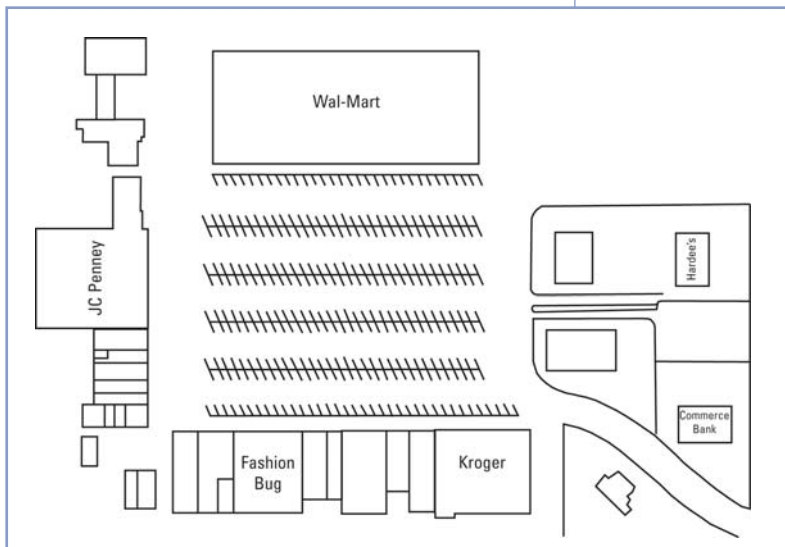 Wal-Mart
JC Penney
Hardee's
Commerce
Bank
Fashion
Bug
Kroger